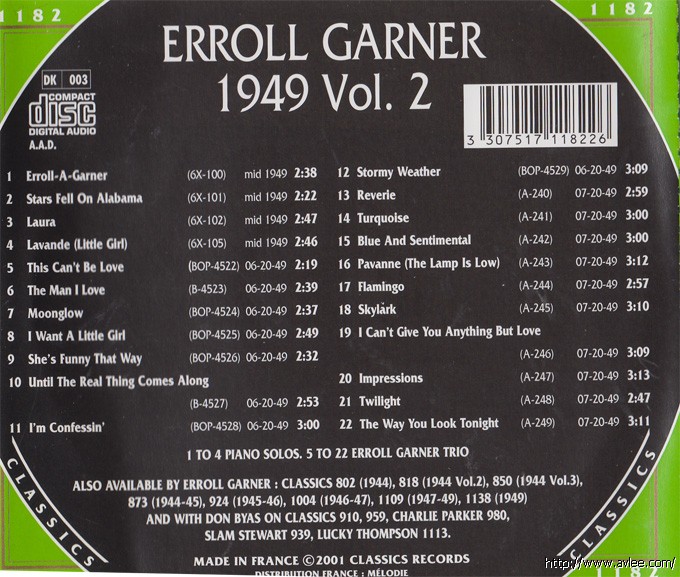 1182
1182
ERROLL GARNER
1949 Vol. 2
DK 003
COMPACT
disc
DIGITAL AUDIO
A.A.D.
3 307517 118226
1 Erroll-A-Garner (6X-100) mid 1949 2:38
2 Stars Fell On Alabama (6X-101) mid 1949 2:22
3 Laura (6X-102) mid 1949 2:47
4 Lavande (Little Girl) (6X-105) mid 1949 2:46
5 This Can't Be Love (BOP-4522) 06-20-49 2:19
6 The Man I Love (B-4523) 06-20-49 2:39
7 Moonglow (BOP-4524) 06-20-49 2:37
8 I Want A Little Girl (BOP-4525) 06-20-49 2:49
9 She's Funny That Way (BOP-4526) 06-20-49 2:32
10 Until The Real Thing Comes Along
(B-4527) 06-20-49 2:53
11 I'm Confessin' (BOP-4528) 06-20-49 3:00
12 Stormy Weather (BOP-4529) 06-20-49 3:09
13 Reverie (A-240) 07-20-49 2:59
14 Turquoise (A-241) 07-20-49 3:00
15 Blue And Sentimental (A-242) 07-20-49 3:00
16 Pavanne (The Lamp Is Low) (A-243) 07-20-49 3:12
17 Flamingo (A-244) 07-20-49 2:57
18 Skylark (A-245) 07-20-49 3:10
19 I Can't Give You Anything But Love
(A-246) 07-20-49 3:09
20 Impressions (A-247) 07-20-49 3:13
21 Twilight (A-248) 07-20-49 2:47
22 The Way You Look Tonight (A-249) 07-20-49 3:11
1 TO 4 PIANO SOLOS. 5 TO 22 ERROLL GARNER TRIO
ALSO AVAILABLE BY ERROLL GARNER : CLASSICS 802 (1944), 818 (1944 Vol.2), 850 (1944 Vol.3),
873 (1944-45), 924 (1945-46), 1004 (1946-47), 1109 (1947-49), 1138 (1949)
AND WITH DON BYAS ON CLASSICS 910, 959, CHARLIE PARKER 980,
SLAM STEWART 939, LUCKY THOMPSON 1113.
CLASSICS
CLASSICS
MADE IN FRANCE ©2001 CLASSICS RECORDS
DISTRIBUTION FRANCE : MÉLODIE
1182
http://www.avlee.com/